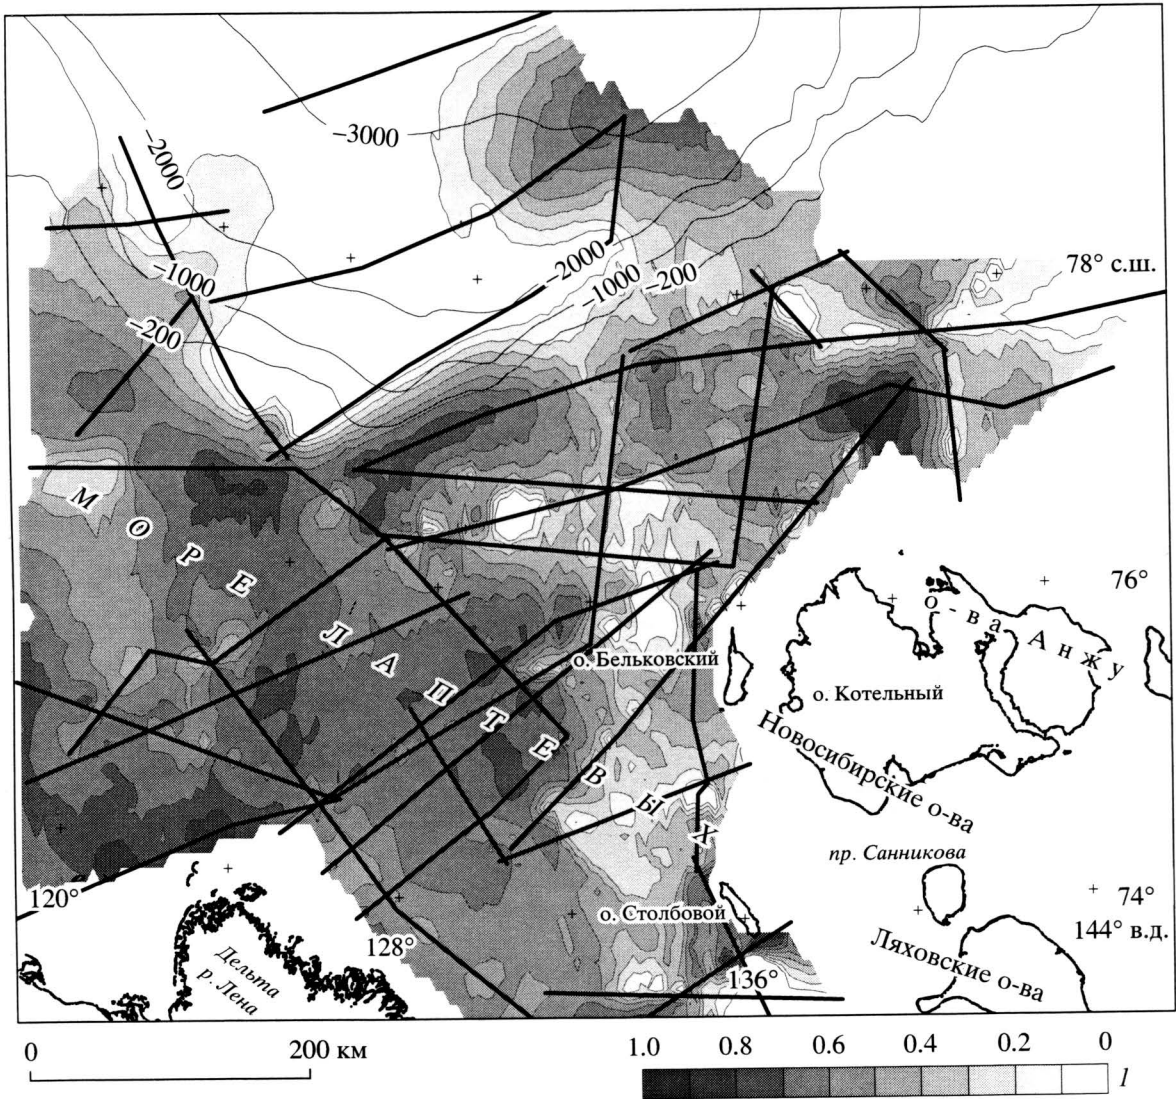 –3000
–2000
–1000
–200
–2000
–1000
–200
78° с.ш.
МОРЕ ЛАПТЕВЫХ
76°
о-ва Анжу
о. Бельковский
о. Котельный
Новосибирские о-ва
пр. Санникова
120°
74°
о. Столбовой
144° в.д.
128°
Ляховские о-ва
Дельта
р. Лена
136°
0 200 км
1.0 0.8 0.6 0.4 0.2 0
1